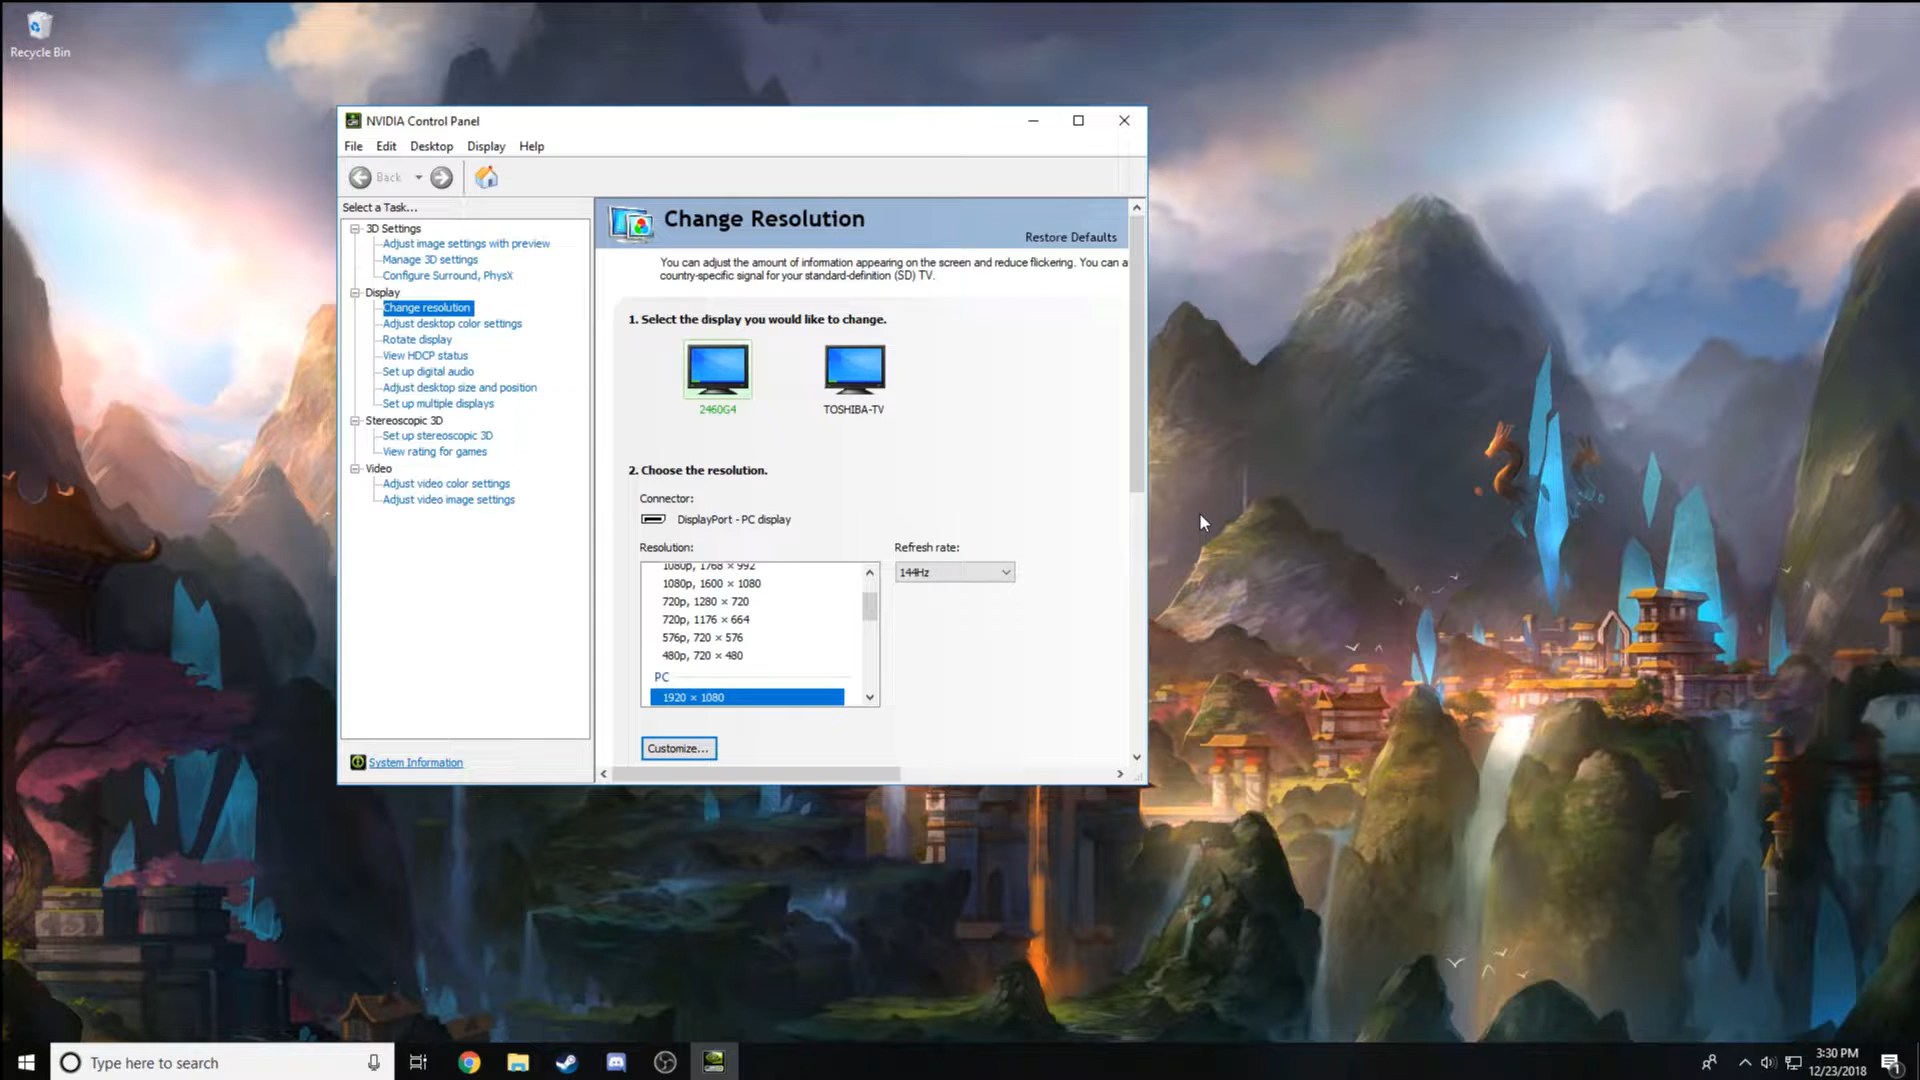 Recycle Bin
NVIDIA Control Panel
File Edit Desktop Display Help
Back
Select a Task...
3D Settings
Adjust image settings with preview
Manage 3D settings
Configure Surround, PhysX
Display
Change resolution
Adjust desktop color settings
Rotate display
View HDCP status
Set up digital audio
Adjust desktop size and position
Set up multiple displays
Stereoscopic 3D
Set up stereoscopic 3D
View rating for games
Video
Adjust video color settings
Adjust video image settings
System Information
Change Resolution
Restore Defaults
You can adjust the amount of information appearing on the screen and reduce flickering. You can a
country-specific signal for your standard-definition (SD) TV.
1. Select the display you would like to change.
2460G4 TOSHIBA-TV
2. Choose the resolution.
Connector:
DisplayPort - PC display
Resolution:
1080p, 1768 × 992
1080p, 1600 × 1080
720p, 1280 × 720
720p, 1176 × 664
576p, 720 × 576
480p, 720 × 480
PC
1920 × 1080
Refresh rate:
144Hz
Customize...
Type here to search
3:30 PM
12/23/2018
1